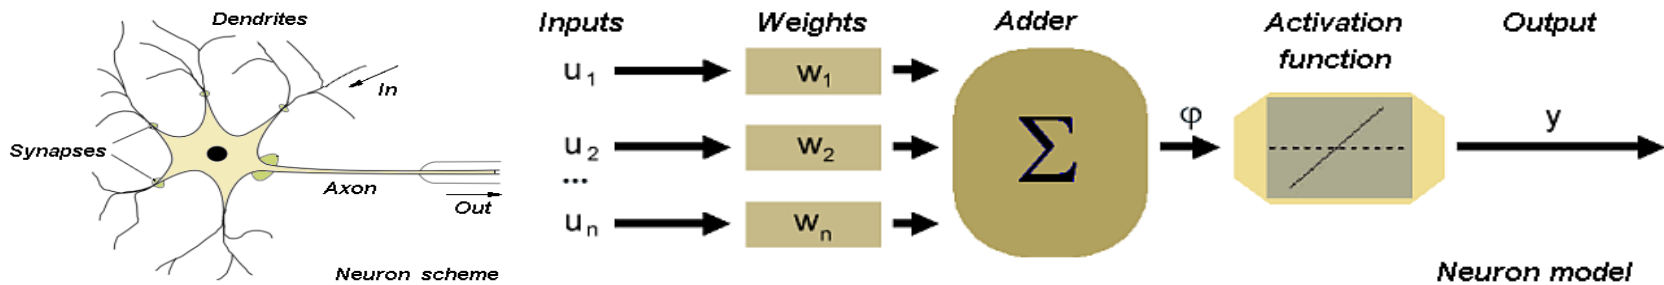 Dendrites
In
Synapses
Axon
Out
Neuron scheme
Inputs Weights Adder Activation function Output
u1 w1
u2 w2
...
un wn
Σ
φ
y
Neuron model